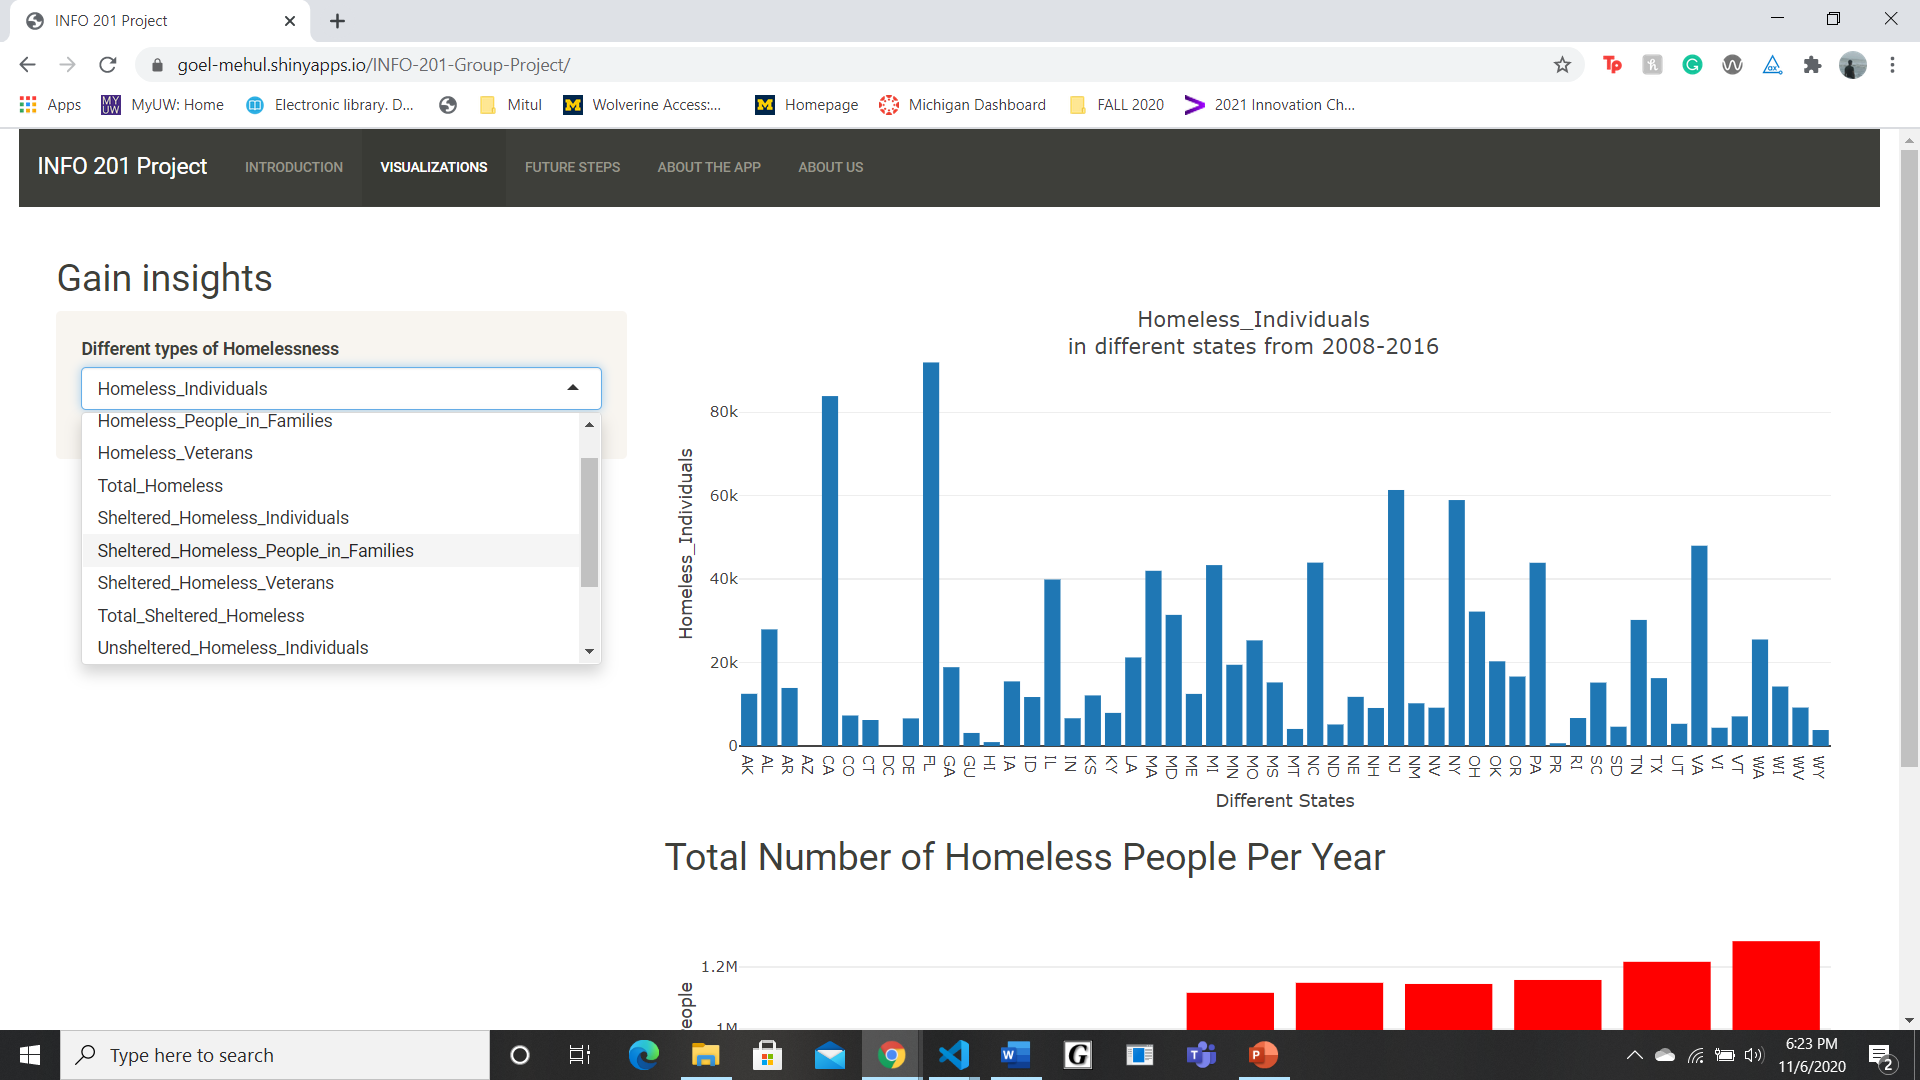 INFO 201 Project
goel-mehul.shinyapps.io/INFO-201-Group-Project/
Apps MyUW: Home Electronic library. D... Mitul Wolverine Access:... Homepage Michigan Dashboard FALL 2020 2021 Innovation Ch...
INFO 201 Project INTRODUCTION VISUALIZATIONS FUTURE STEPS ABOUT THE APP ABOUT US
Gain insights
Different types of Homelessness
Homeless_Individuals
Homeless_People_in_Families
Homeless_Veterans
Total_Homeless
Sheltered_Homeless_Individuals
Sheltered_Homeless_People_in_Families
Sheltered_Homeless_Veterans
Total_Sheltered_Homeless
Unsheltered_Homeless_Individuals
Homeless_Individuals
in different states from 2008-2016
Homeless_Individuals
80k
60k
40k
20k
0
AK AL AR AZ CA CO CT DC DE FL GA GU HI IA ID IL IN KS KY LA MA MD ME MI MN MO MS MT NC ND NE NH NJ NM NV NY OH OK OR PA PR RI SC SD TN TX UT VA VI VT WA WI WV WY
Different States
Total Number of Homeless People Per Year
1.2M
1M
eople
Type here to search
6:23 PM
11/6/2020
2